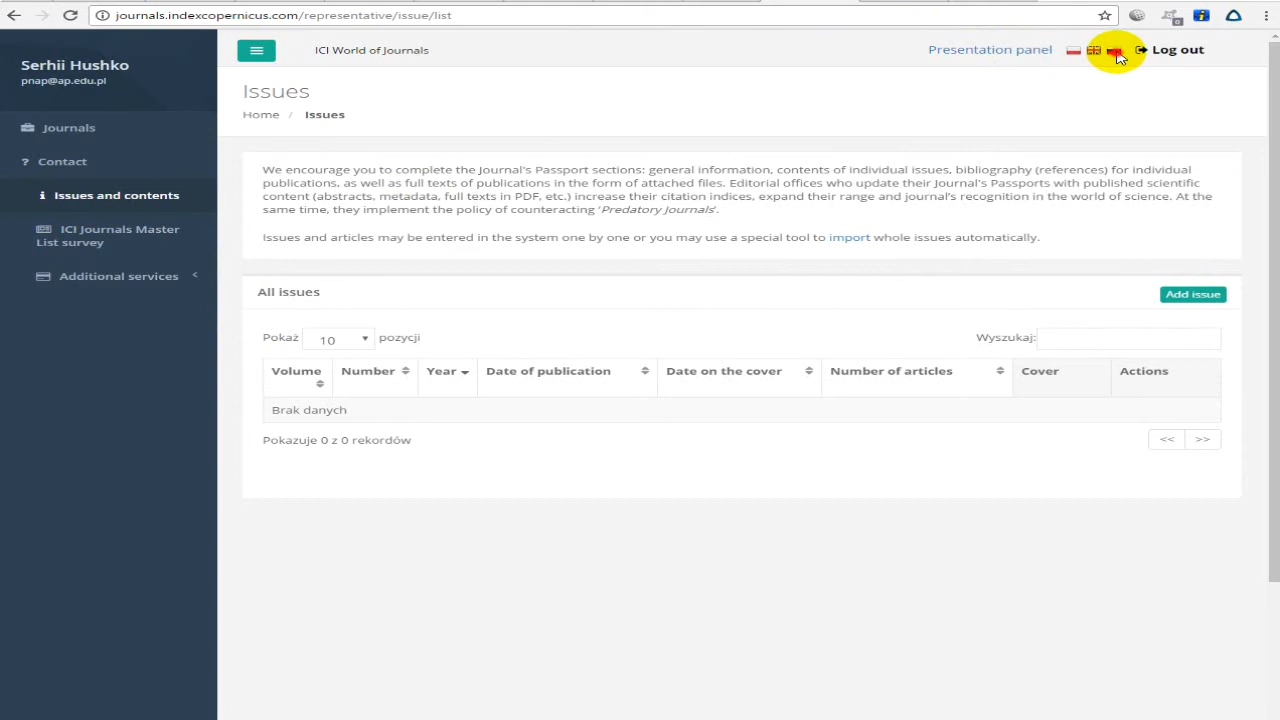 journals.indexcopernicus.com/representative/issue/list
Serhii Hushko
pnap@ap.edu.pl
ICI World of Journals
Presentation panel
Log out
Issues
Home / Issues
Journals
? Contact
Issues and contents
ICI Journals Master
List survey
Additional services
We encourage you to complete the Journal's Passport sections: general information, contents of individual issues, bibliography (references) for individual
publications, as well as full texts of publications in the form of attached files. Editorial offices who update their Journal's Passports with published scientific
content (abstracts, metadata, full texts in PDF, etc.) increase their citation indices, expand their range and journal's recognition in the world of science. At the
same time, they implement the policy of counteracting 'Predatory Journals'.
Issues and articles may be entered in the system one by one or you may use a special tool to import whole issues automatically.
All issues
Add issue
Pokaż 10 pozycji
Wyszukaj:
Volume Number Year Date of publication Date on the cover Number of articles Cover Actions
Brak danych
Pokazuje 0 z 0 rekordów
<< >>